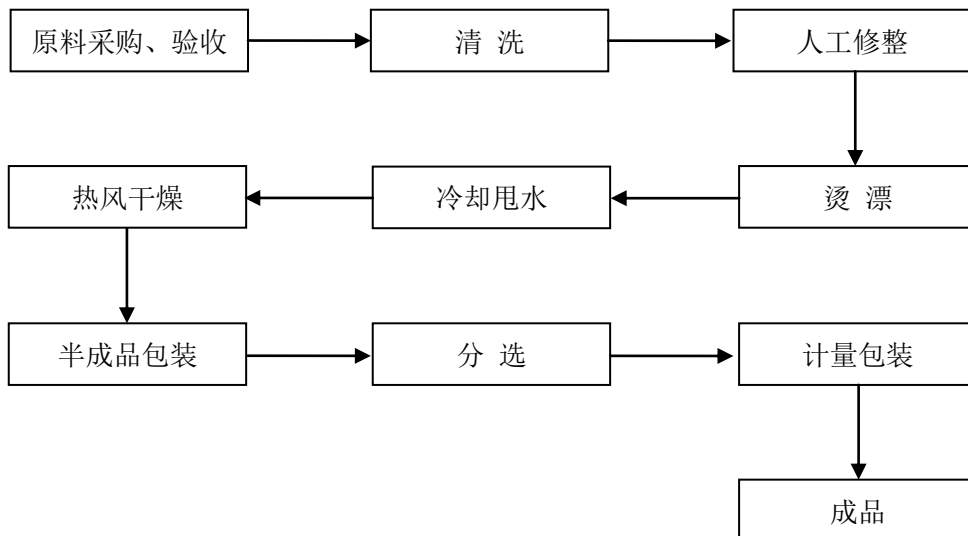 原料采购、验收
清 洗
人工修整
烫 漂
冷却甩水
热风干燥
半成品包装
分 选
计量包装
成品